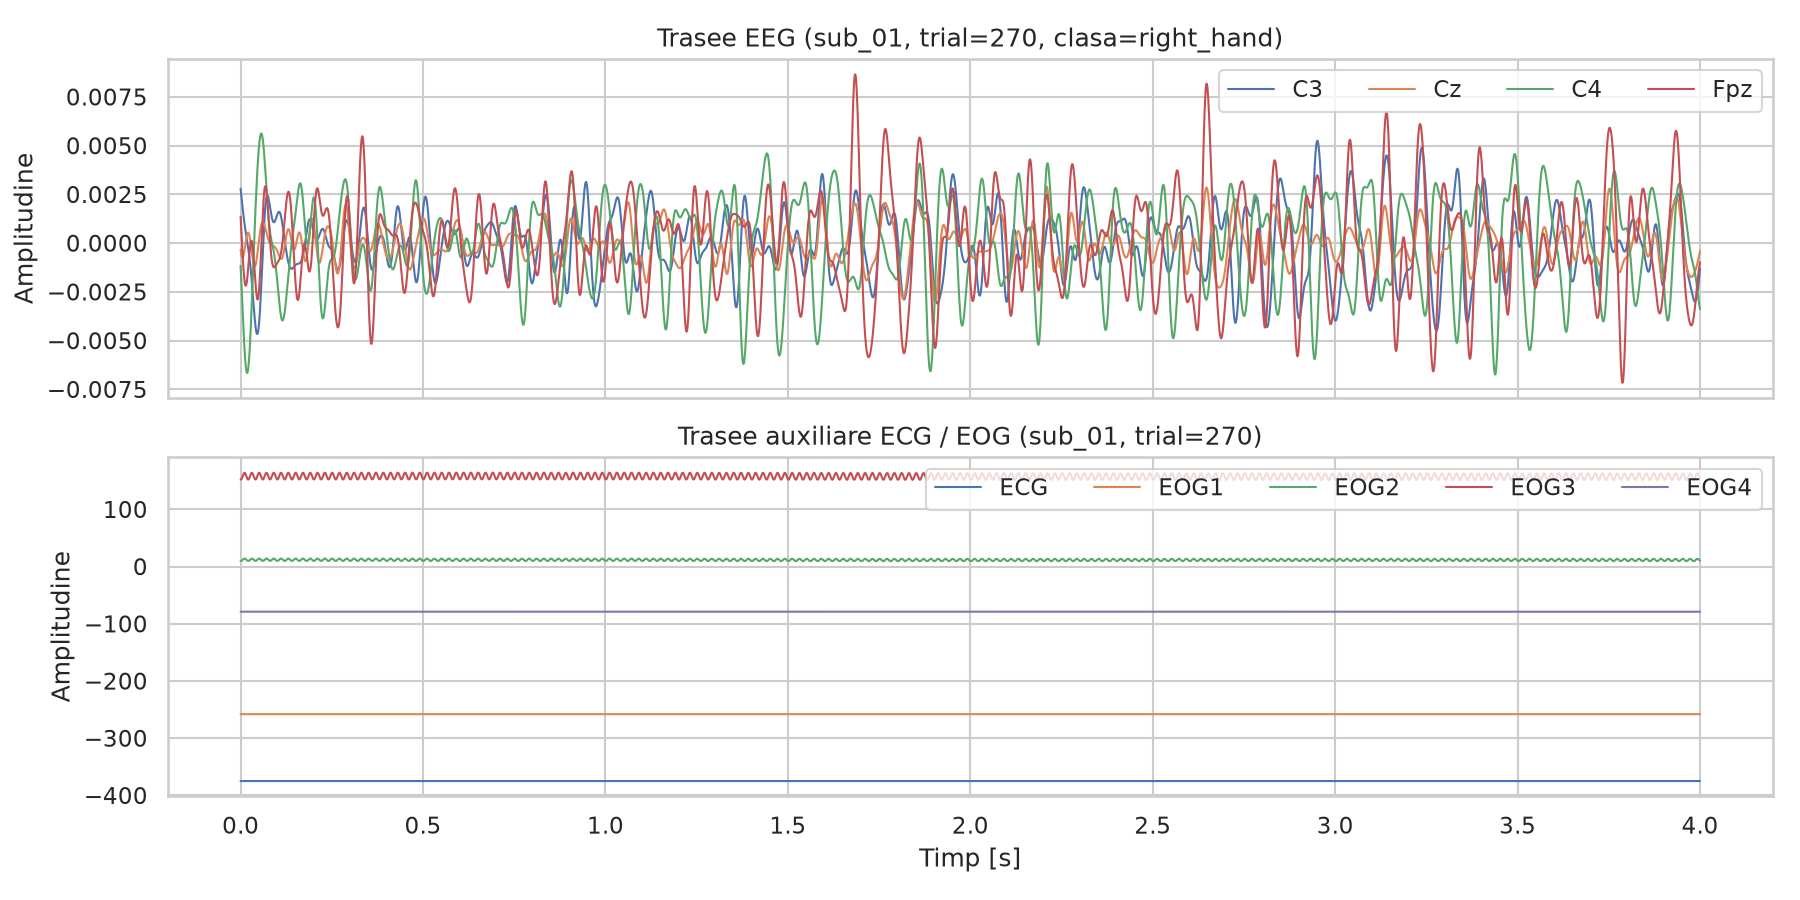 Trasee EEG (sub_01, trial=270, clasa=right_hand)
C3 Cz C4 Fpz
Amplitudine
0.0075
0.0050
0.0025
0.0000
−0.0025
−0.0050
−0.0075
Trasee auxiliare ECG / EOG (sub_01, trial=270)
ECG EOG1 EOG2 EOG3 EOG4
Amplitudine
100
0
−100
−200
−300
−400
0.0 0.5 1.0 1.5 2.0 2.5 3.0 3.5 4.0
Timp [s]